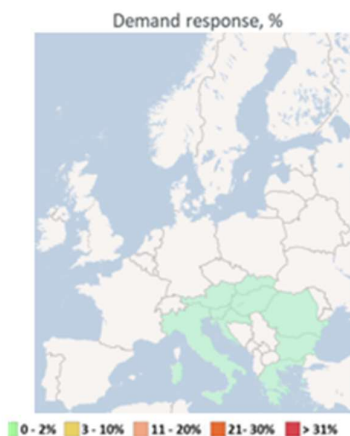 Demand response, %
0 - 2% 3 - 10% 11 - 20% 21- 30% > 31%